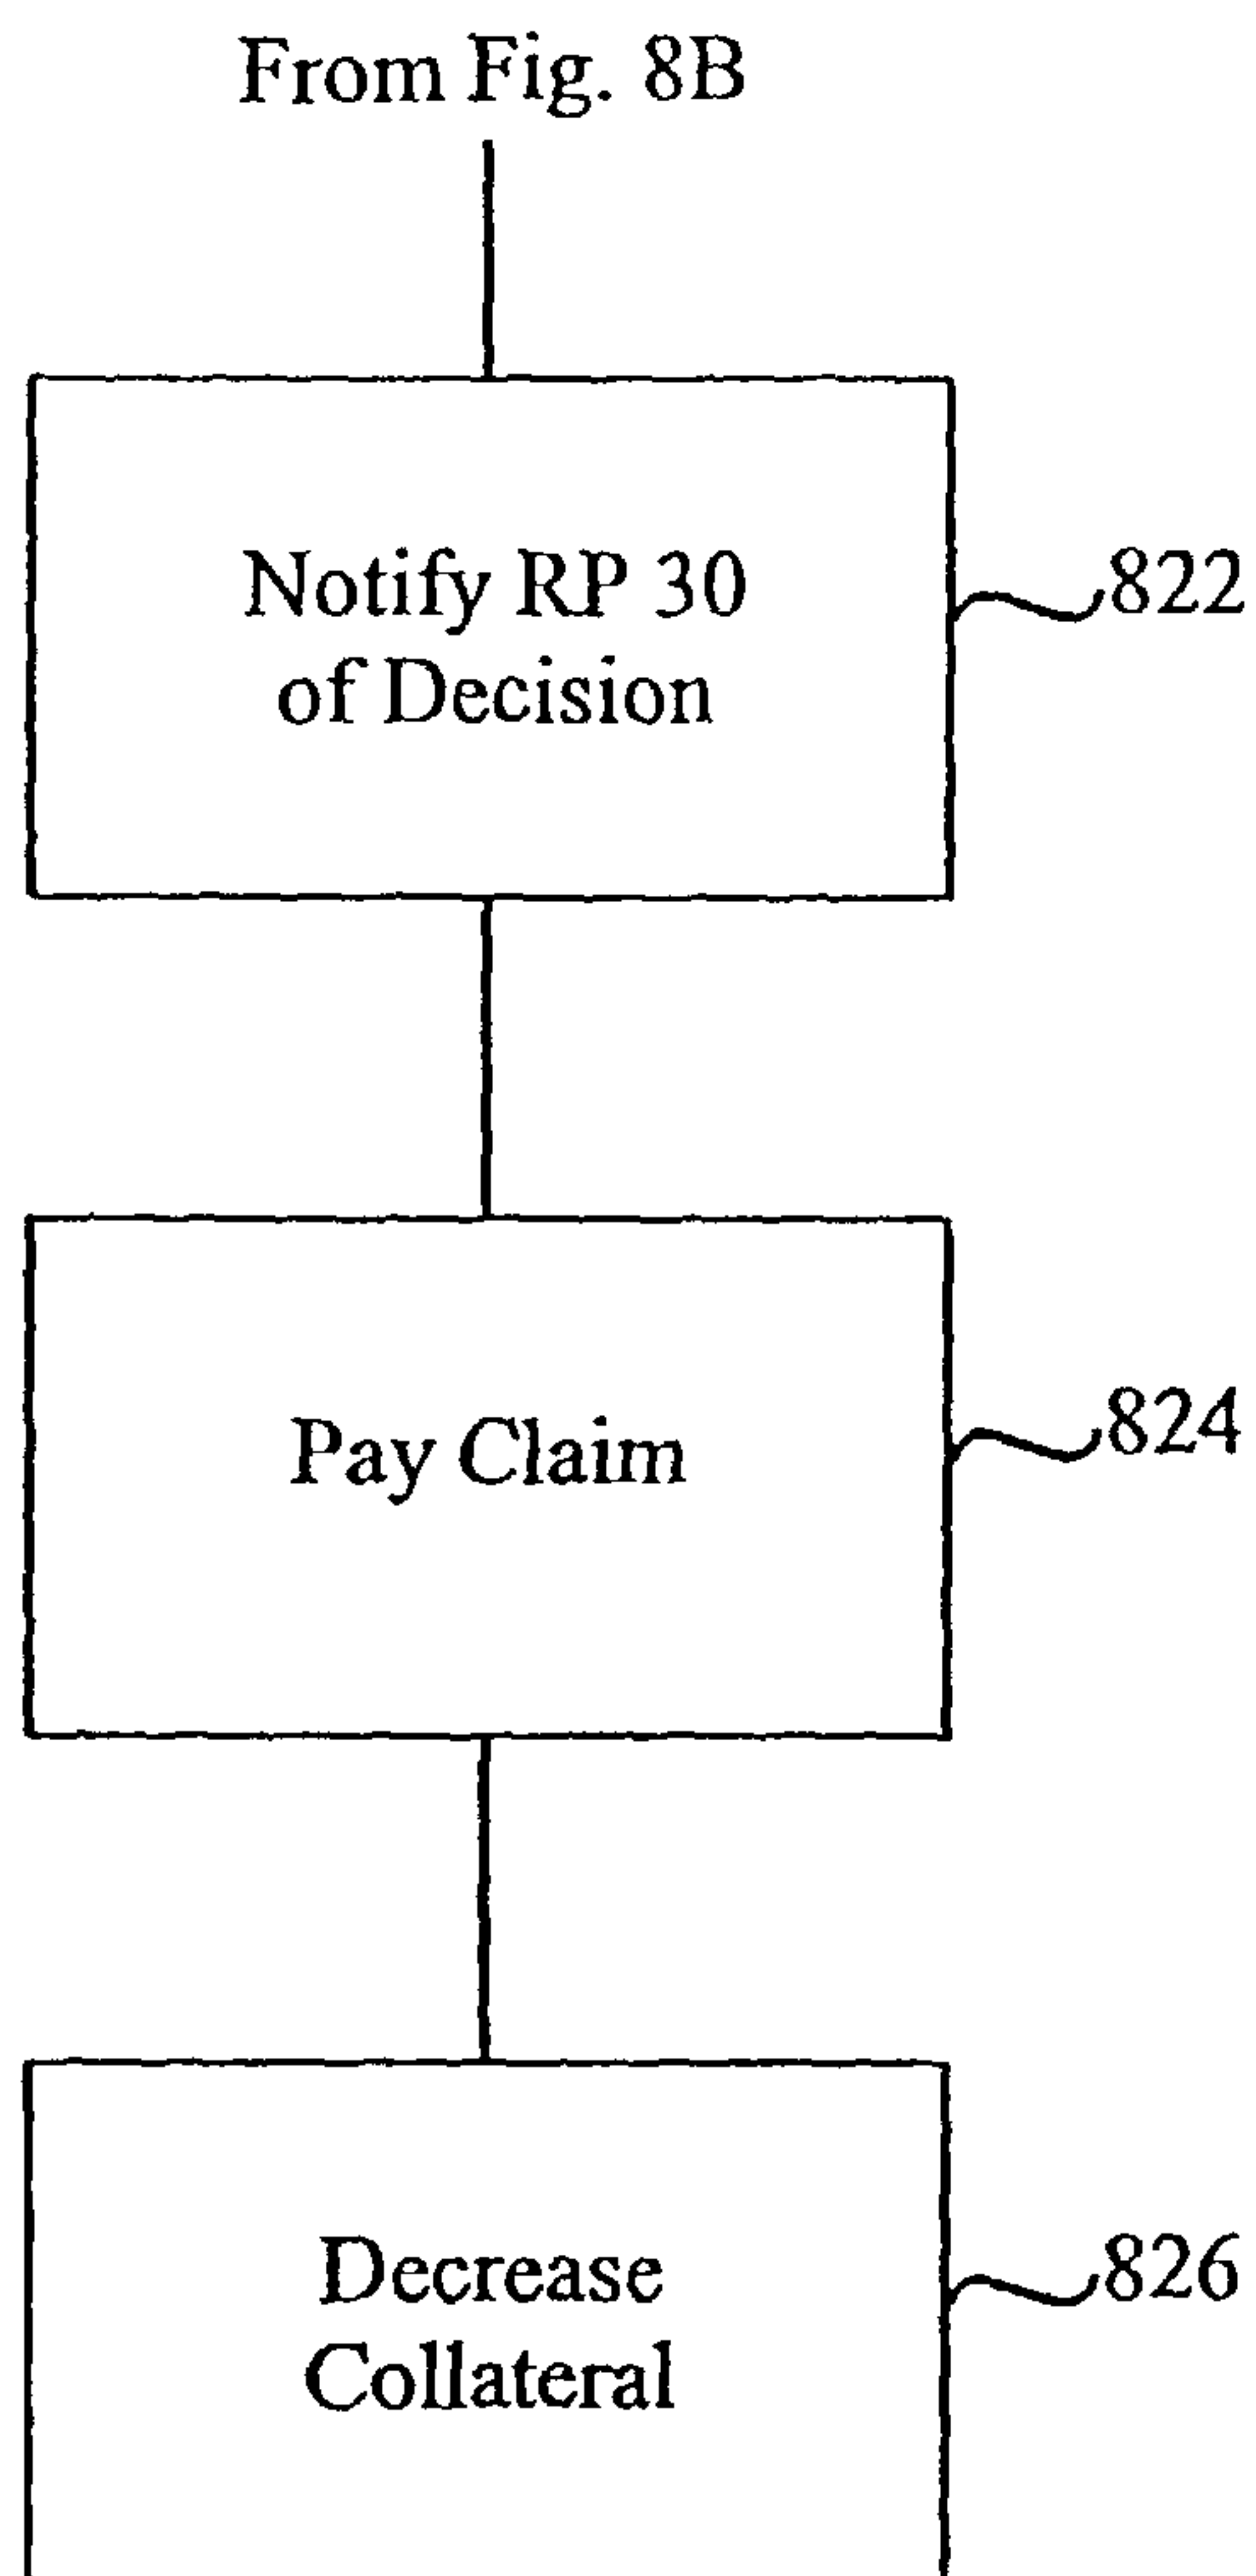 From Fig. 8B
Notify RP 30
of Decision
822
Pay Claim
824
Decrease
Collateral
826